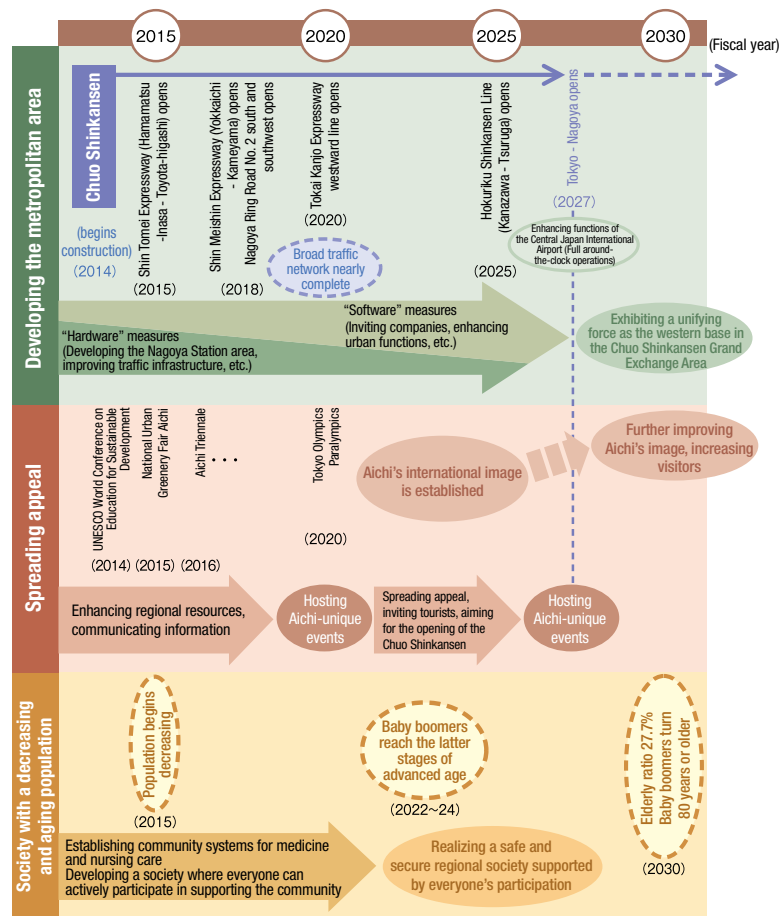 2015
2020
2025
2030
(Fiscal year)
Developing the metropolitan area
Chuo Shinkansen
(begins
construction)
(2014)
Shin Tomei Expressway (Hamamatsu
-Inasa - Toyota-higashi) opens
(2015)
Shin Meishin Expressway (Yokkaichi
- Kameyama) opens
Nagoya Ring Road No. 2 south and
southwest opens
(2018)
Tokai Kanjo Expressway
westward line opens
(2020)
Broad traffic
network nearly
complete
Hokuriku Shinkansen Line
(Kanazawa - Tsuruga) opens
(2025)
Tokyo - Nagoya opens
(2027)
Enhancing functions of
the Central Japan International
Airport (Full around-
the-clock operations)
"Software" measures
(Inviting companies, enhancing
urban functions, etc.)
"Hardware" measures
(Developing the Nagoya Station area,
improving traffic infrastructure, etc.)
Exhibiting a unifying
force as the western base in
the Chuo Shinkansen Grand
Exchange Area
Spreading appeal
UNESCO World Conference on
Education for Sustainable
Development
(2014)
National Urban
Greenery Fair Aichi
(2015)
Aichi Triennale
・・・
(2016)
Tokyo Olympics
Paralympics
(2020)
Aichi's international image
is established
Further improving
Aichi's image, increasing
visitors
Enhancing regional resources,
communicating information
Hosting
Aichi-unique
events
Spreading appeal,
inviting tourists, aiming
for the opening of the
Chuo Shinkansen
Hosting
Aichi-unique
events
Society with a decreasing
and aging population
Population begins
decreasing
(2015)
Baby boomers
reach the latter
stages of
advanced age
(2022~24)
Elderly ratio 27.7%
Baby boomers turn
80 years or older
(2030)
Establishing community systems for medicine
and nursing care
Developing a society where everyone can
actively participate in supporting the community
Realizing a safe and
secure regional society supported
by everyone's participation